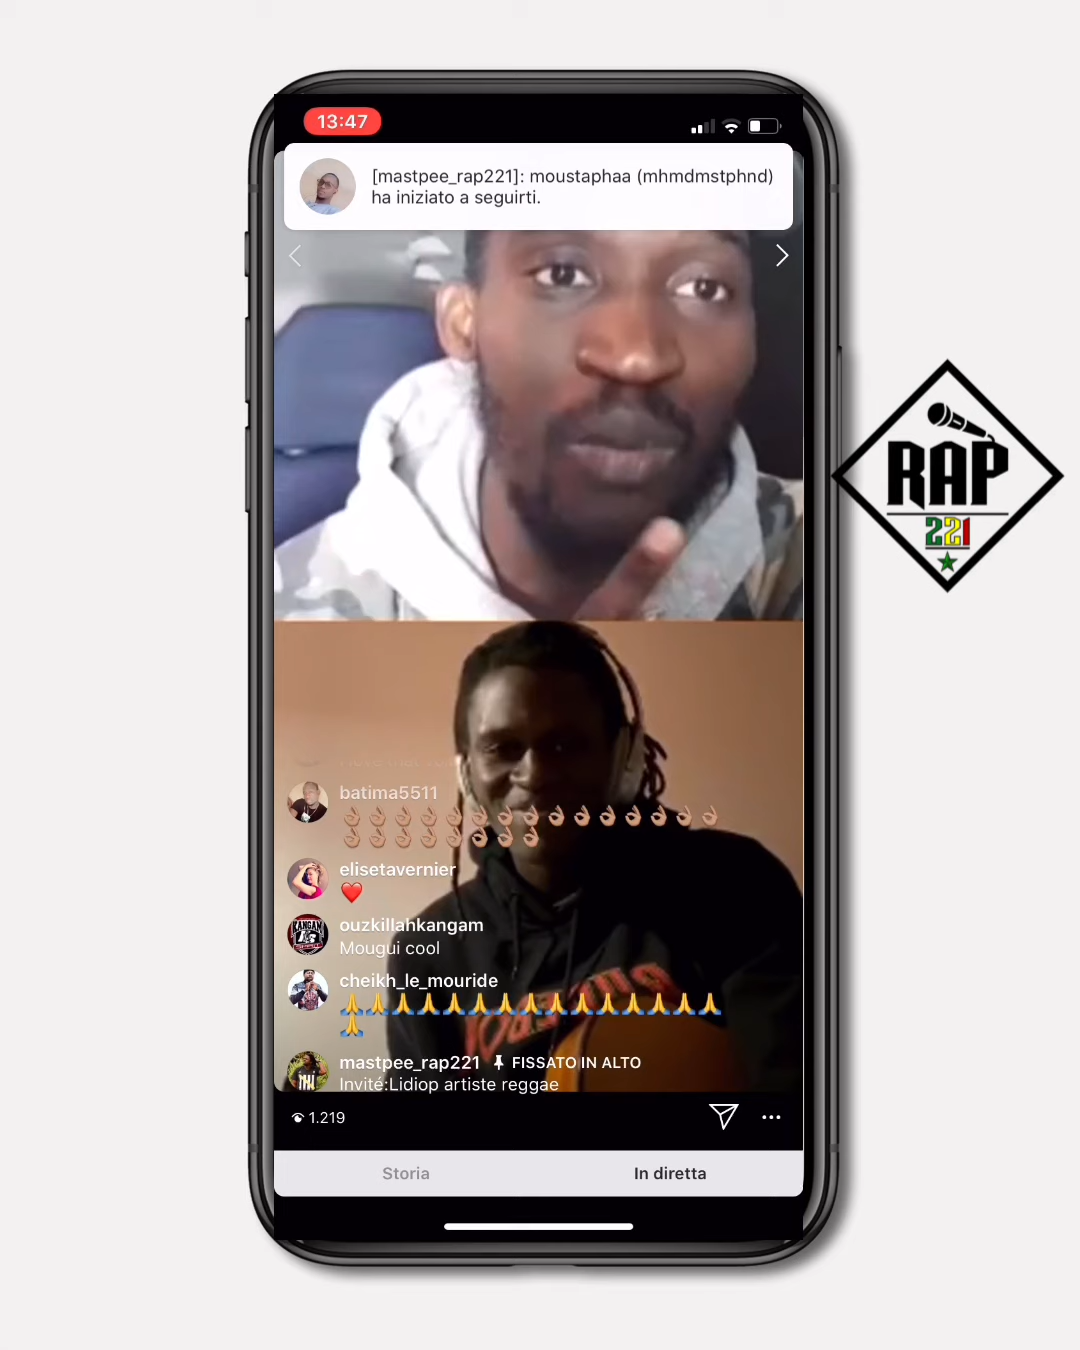 13:47
[mastpee_rap221]: moustaphaa (mhmdmstphnd)
ha iniziato a seguirti.
RAP
221
batima5511
elisetavernier
ouzkillahkangam
Mougui cool
cheikh_le_mouride
mastpee_rap221 FISSATO IN ALTO
Invité:Lidiop artiste reggae
1.219
Storia
In diretta